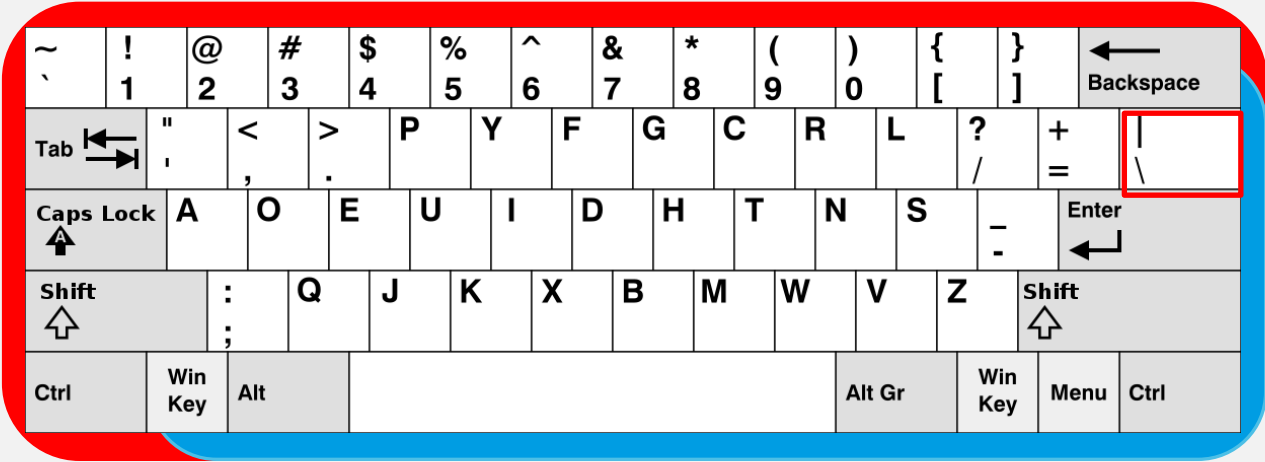 ~ ! @ # $ % ^ & * ( ) { }
` 1 2 3 4 5 6 7 8 9 0 [ ] Backspace
Tab " < > P Y F G C R L ? + |
' , . / = \
Caps Lock A O E U I D H T N S _ Enter
A -
Shift : Q J K X B M W V Z Shift
;
Ctrl Win Key Alt Alt Gr Win Key Menu Ctrl